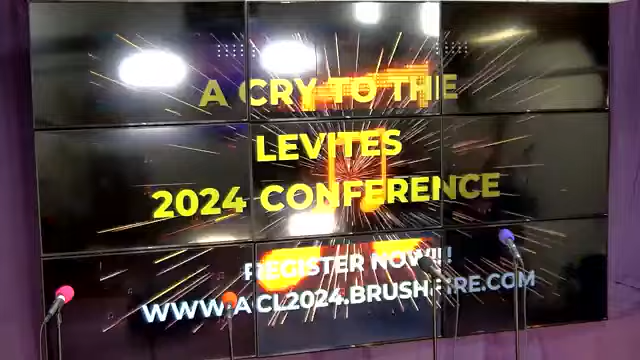 A CRY TO THE
LEVITES
2024 CONFERENCE
REGISTER NOW!!!
WWW.ACL2024.BRUSHFIRE.COM